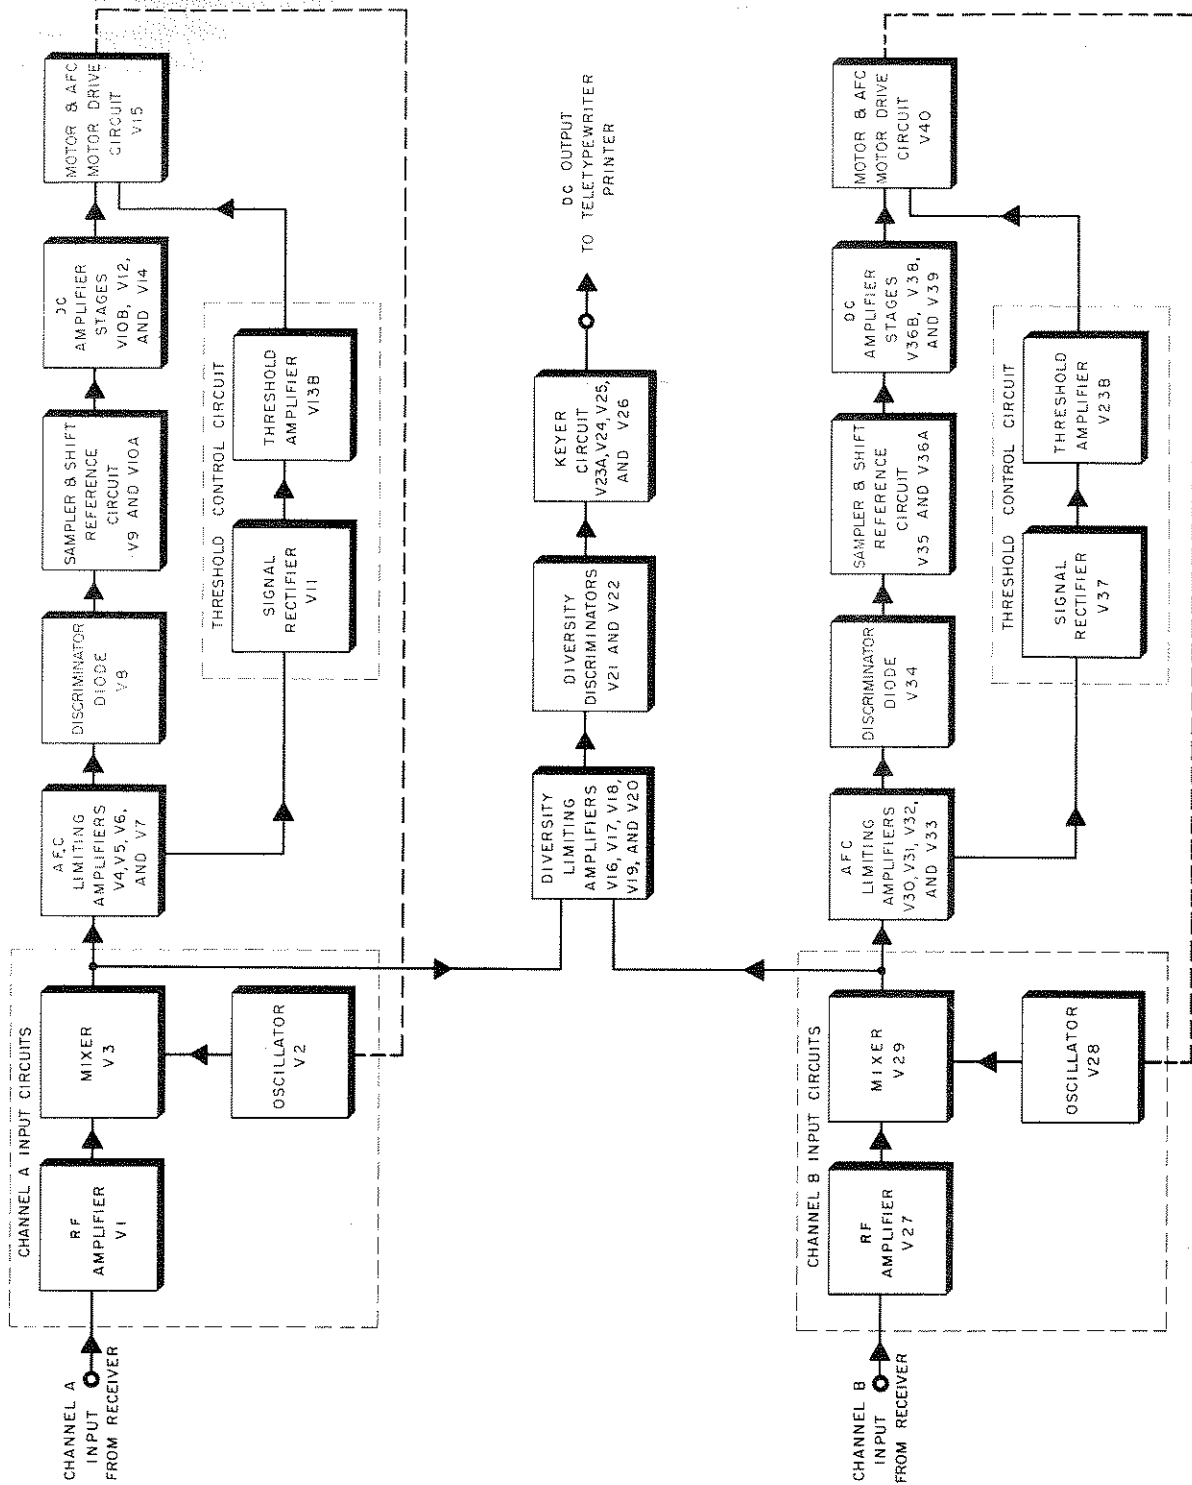 CHANNEL A
INPUT
FROM RECEIVER
CHANNEL A INPUT CIRCUITS
RF
AMPLIFIER
V1
MIXER
V3
OSCILLATOR
V2
AFC
LIMITING
AMPLIFIERS
V4, V5, V6,
AND V7
DISCRIMINATOR
DIODE
V8
SAMPLER & SHIFT
REFERENCE
CIRCUIT
V9 AND V10A
DC
AMPLIFIER
STAGES
V10B, V12,
AND V14
MOTOR & AFC
MOTOR DRIVE
CIRCUIT
V15
THRESHOLD CONTROL CIRCUIT
SIGNAL
RECTIFIER
V11
THRESHOLD
AMPLIFIER
V13B
DIVERSITY
LIMITING
AMPLIFIERS
V16, V17, V18,
V19, AND V20
DIVERSITY
DISCRIMINATORS
V21 AND V22
KEYER
CIRCUIT
V23A, V24, V25,
AND V26
DC OUTPUT
TO TELETYPEWRITER
PRINTER
CHANNEL B
INPUT
FROM RECEIVER
CHANNEL B INPUT CIRCUITS
RF
AMPLIFIER
V27
MIXER
V29
OSCILLATOR
V28
AFC
LIMITING
AMPLIFIERS
V30, V31, V32,
AND V33
DISCRIMINATOR
DIODE
V34
SAMPLER & SHIFT
REFERENCE
CIRCUIT
V35 AND V36A
DC
AMPLIFIER
STAGES
V36B, V38,
AND V39
MOTOR & AFC
MOTOR DRIVE
CIRCUIT
V40
THRESHOLD CONTROL CIRCUIT
SIGNAL
RECTIFIER
V37
THRESHOLD
AMPLIFIER
V23B